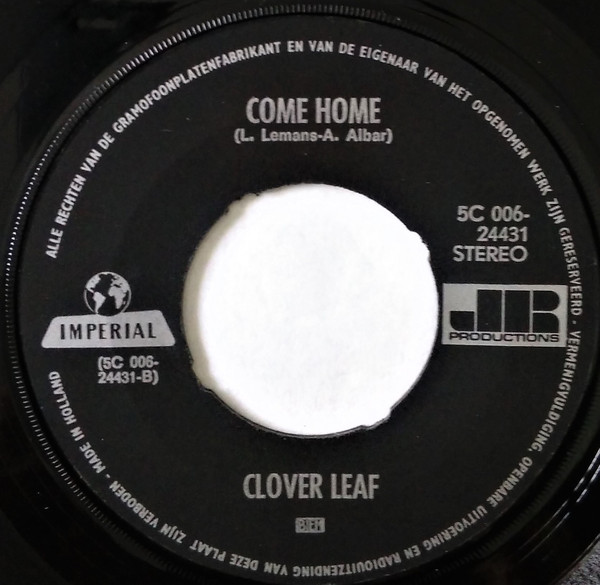 ALLE RECHTEN VAN DE GRAMOFOONPLATENFABRIKANT EN VAN DE EIGENAAR VAN HET OPGENOMEN WERK ZIJN GERESERVEERD - VERMENIGVULDIGING, OPENBARE UITVOERING EN RADIOUITZENDING VAN DEZE PLAAT ZIJN VERBODEN - MADE IN HOLLAND
COME HOME
(L. Lemans-A. Albar)
5C 006-
24431
STEREO
IMPERIAL
(5C 006-
24431-B)
JR
PRODUCTIONS
CLOVER LEAF
BIEM